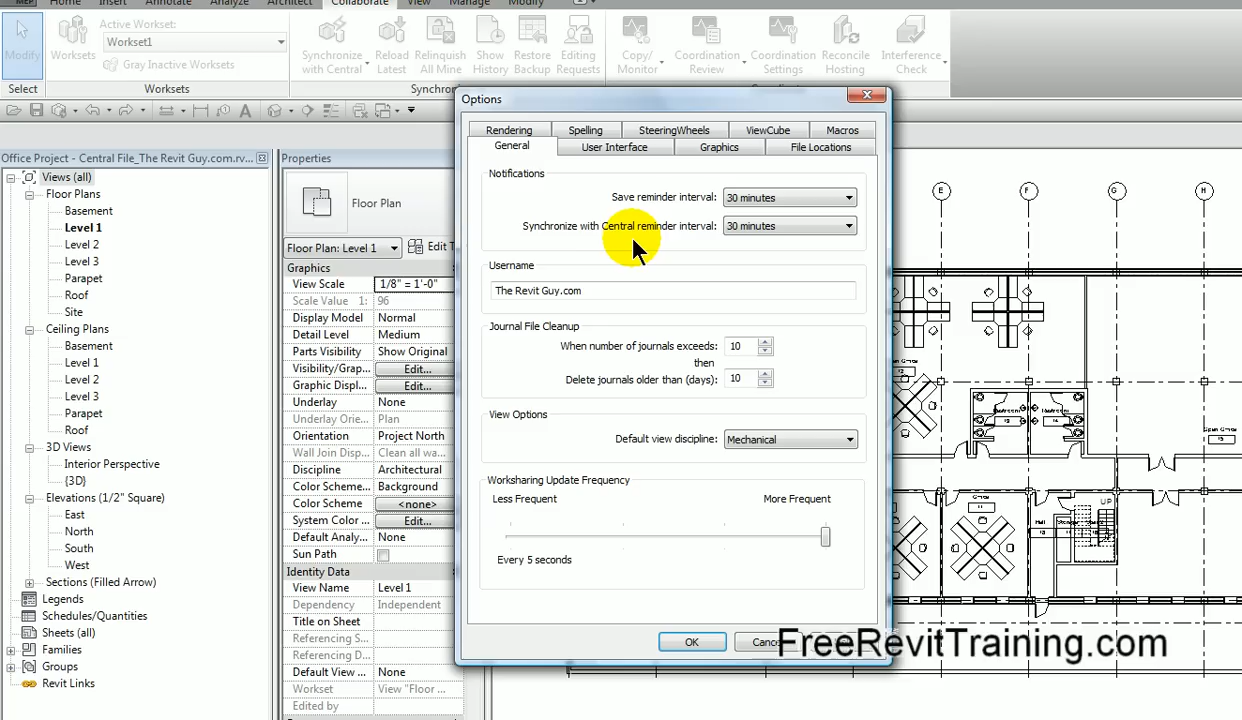 MEP
Home
Insert
Annotate
Analyze
Architect
Collaborate
View
Manage
Modify
Modify
Worksets
Active Workset:
Workset1
Gray Inactive Worksets
Synchronize
with Central
Reload
Latest
Relinquish
All Mine
Show
History
Restore
Backup
Editing
Requests
Copy/
Monitor
Coordination
Review
Coordination
Settings
Reconcile
Hosting
Interference
Check
Select
Worksets
Office Project - Central File_The Revit Guy.com.rv...
Views (all)
Floor Plans
Basement
Level 1
Level 2
Level 3
Parapet
Roof
Site
Ceiling Plans
Basement
Level 1
Level 2
Level 3
Parapet
Roof
3D Views
Interior Perspective
{3D}
Elevations (1/2" Square)
East
North
South
West
Sections (Filled Arrow)
Legends
Schedules/Quantities
Sheets (all)
Families
Groups
Revit Links
Properties
Floor Plan
Floor Plan: Level 1
Edit T
Graphics
View Scale 1/8" = 1'-0"
Scale Value 1: 96
Display Model Normal
Detail Level Medium
Parts Visibility Show Original
Visibility/Grap... Edit...
Graphic Displ... Edit...
Underlay None
Underlay Orie... Plan
Orientation Project North
Wall Join Disp... Clean all wa...
Discipline Architectural
Color Scheme... Background
Color Scheme <none>
System Color ... Edit...
Default Analy... None
Sun Path
Identity Data
View Name Level 1
Dependency Independent
Title on Sheet
Referencing S...
Referencing D...
Default View ... None
Workset View "Floor ...
Edited by
Options
Rendering
Spelling
SteeringWheels
ViewCube
Macros
General
User Interface
Graphics
File Locations
Notifications
Save reminder interval: 30 minutes
Synchronize with Central reminder interval: 30 minutes
Username
The Revit Guy.com
Journal File Cleanup
When number of journals exceeds: 10
then
Delete journals older than (days): 10
View Options
Default view discipline: Mechanical
Worksharing Update Frequency
Less Frequent
More Frequent
Every 5 seconds
OK
E
F
G
H
UP
FreeRevitTraining.com